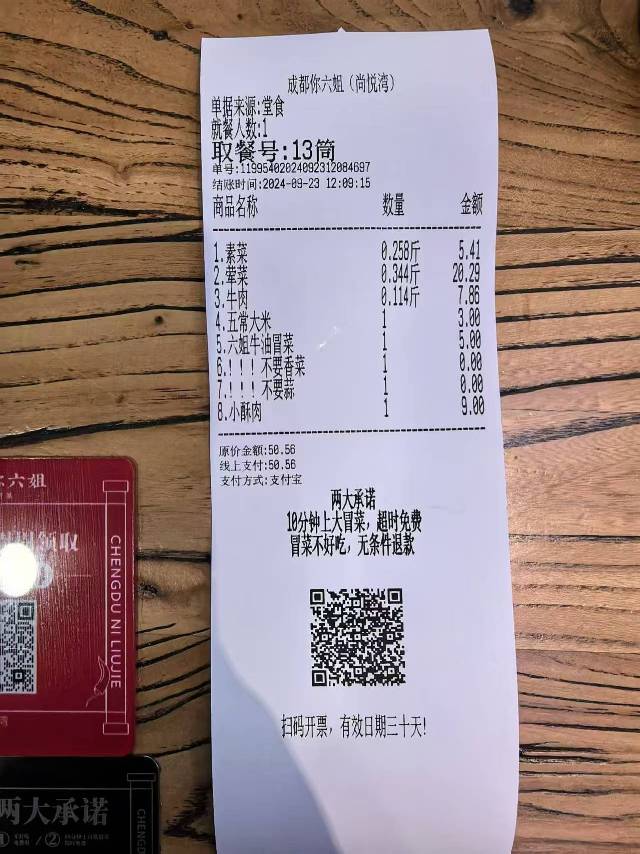 成都你六姐（尚悦湾）
单据来源:堂食
就餐人数:1
取餐号:13筒
单号:11995402024092312084697
结账时间:2024-09-23 12:09:15
商品名称 数量 金额
1.素菜 0.258斤 5.41
2.荤菜 0.344斤 20.29
3.牛肉 0.114斤 7.86
4.五常大米 1 3.00
5.六姐牛油冒菜 1 5.00
6.！！！不要香菜 1 0.00
7.！！！不要蒜 1 0.00
8.小酥肉 1 9.00
原价金额:50.56
线上支付:50.56
支付方式:支付宝
两大承诺
10分钟上大冒菜，超时免费
冒菜不好吃，无条件退款
扫码开票，有效日期三十天!
六姐
领取
CHENGDU NI LIUJIE
湾
两大承诺
CHENGD